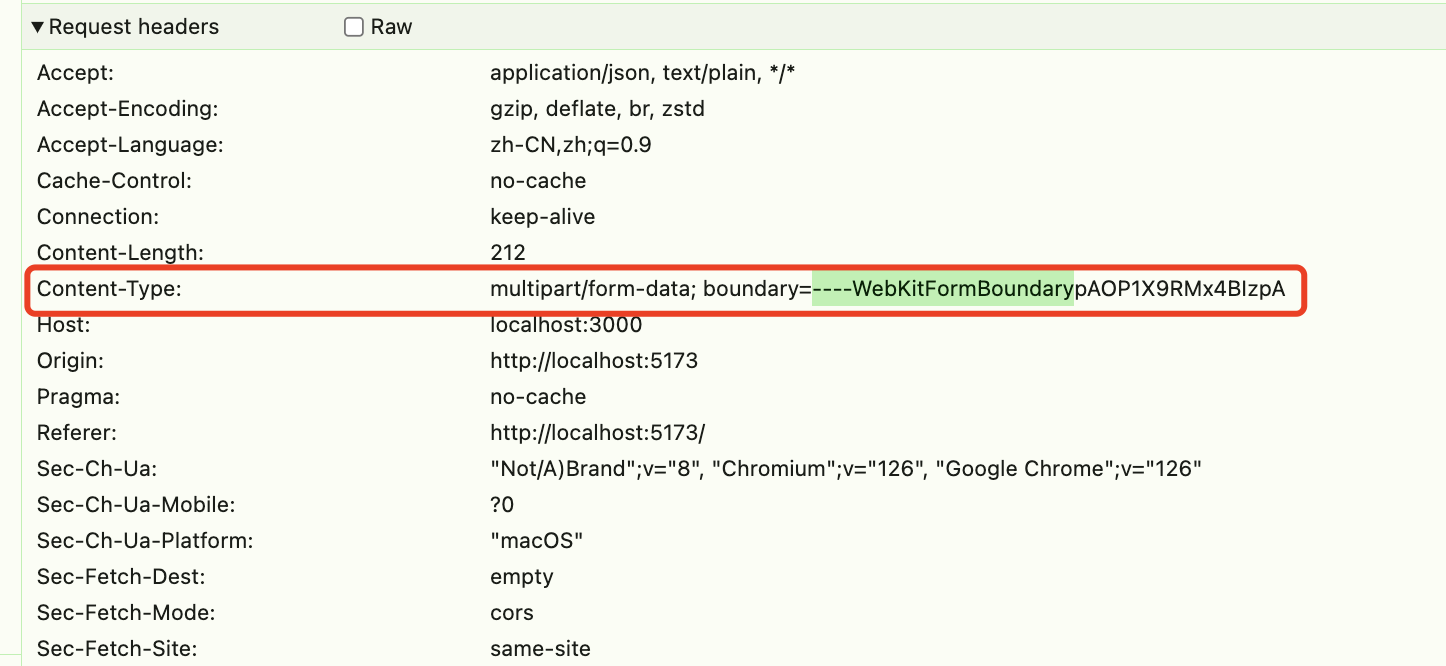 ▼ Request headers Raw
Accept: application/json, text/plain, */*
Accept-Encoding: gzip, deflate, br, zstd
Accept-Language: zh-CN,zh;q=0.9
Cache-Control: no-cache
Connection: keep-alive
Content-Length: 212
Content-Type: multipart/form-data; boundary=----WebKitFormBoundarypAOP1X9RMx4BIzpA
Host: localhost:3000
Origin: http://localhost:5173
Pragma: no-cache
Referer: http://localhost:5173/
Sec-Ch-Ua: "Not/A)Brand";v="8", "Chromium";v="126", "Google Chrome";v="126"
Sec-Ch-Ua-Mobile: ?0
Sec-Ch-Ua-Platform: "macOS"
Sec-Fetch-Dest: empty
Sec-Fetch-Mode: cors
Sec-Fetch-Site: same-site